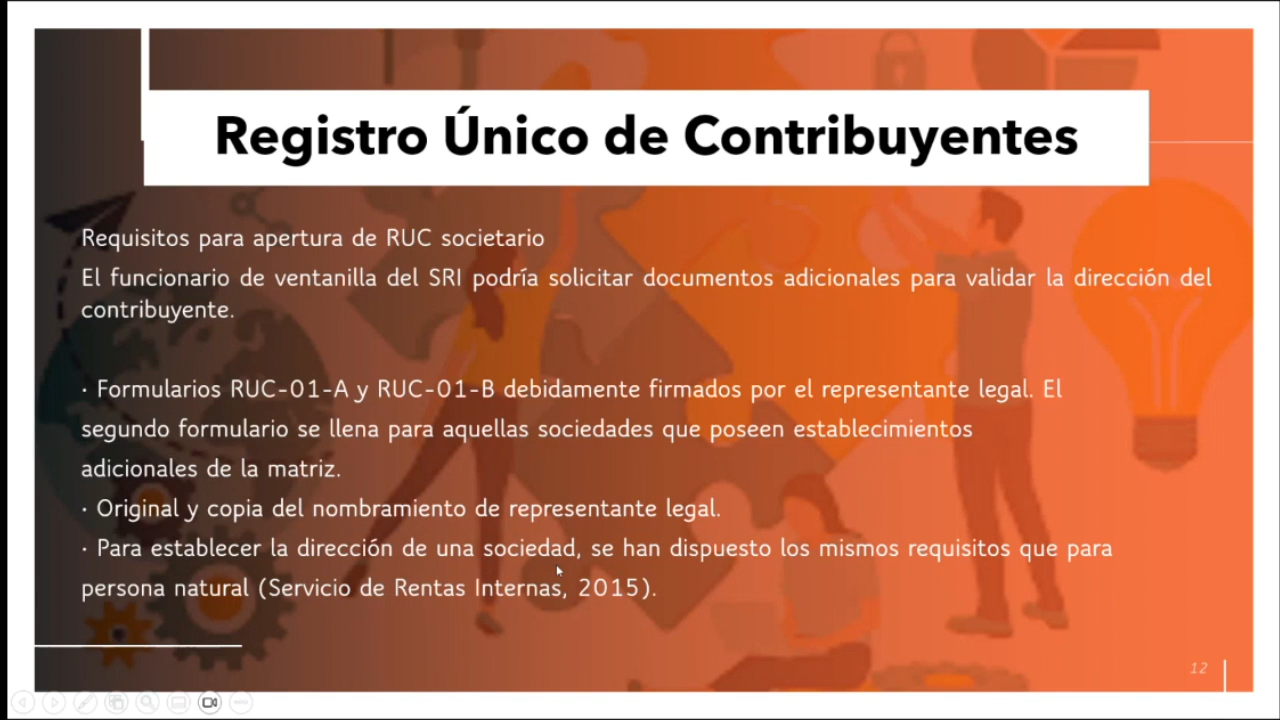 Registro Único de Contribuyentes
Requisitos para apertura de RUC societario
El funcionario de ventanilla del SRI podría solicitar documentos adicionales para validar la dirección del
contribuyente.
· Formularios RUC-01-A y RUC-01-B debidamente firmados por el representante legal. El
segundo formulario se llena para aquellas sociedades que poseen establecimientos
adicionales de la matriz.
· Original y copia del nombramiento de representante legal.
· Para establecer la dirección de una sociedad, se han dispuesto los mismos requisitos que para
persona natural (Servicio de Rentas Internas, 2015).
12